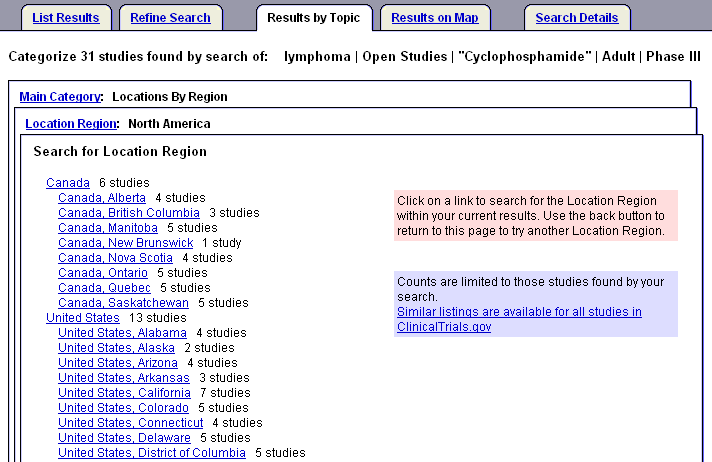 List Results Refine Search Results by Topic Results on Map Search Details
Categorize 31 studies found by search of: lymphoma | Open Studies | "Cyclophosphamide" | Adult | Phase III
Main Category: Locations By Region
Location Region: North America
Search for Location Region
Canada 6 studies
Canada, Alberta 4 studies
Canada, British Columbia 3 studies
Canada, Manitoba 5 studies
Canada, New Brunswick 1 study
Canada, Nova Scotia 4 studies
Canada, Ontario 5 studies
Canada, Quebec 5 studies
Canada, Saskatchewan 5 studies
United States 13 studies
United States, Alabama 4 studies
United States, Alaska 2 studies
United States, Arizona 4 studies
United States, Arkansas 3 studies
United States, California 7 studies
United States, Colorado 5 studies
United States, Connecticut 4 studies
United States, Delaware 5 studies
United States, District of Columbia 5 studies
Click on a link to search for the Location Region
within your current results. Use the back button to
return to this page to try another Location Region.
Counts are limited to those studies found by your
search.
Similar listings are available for all studies in
ClinicalTrials.gov